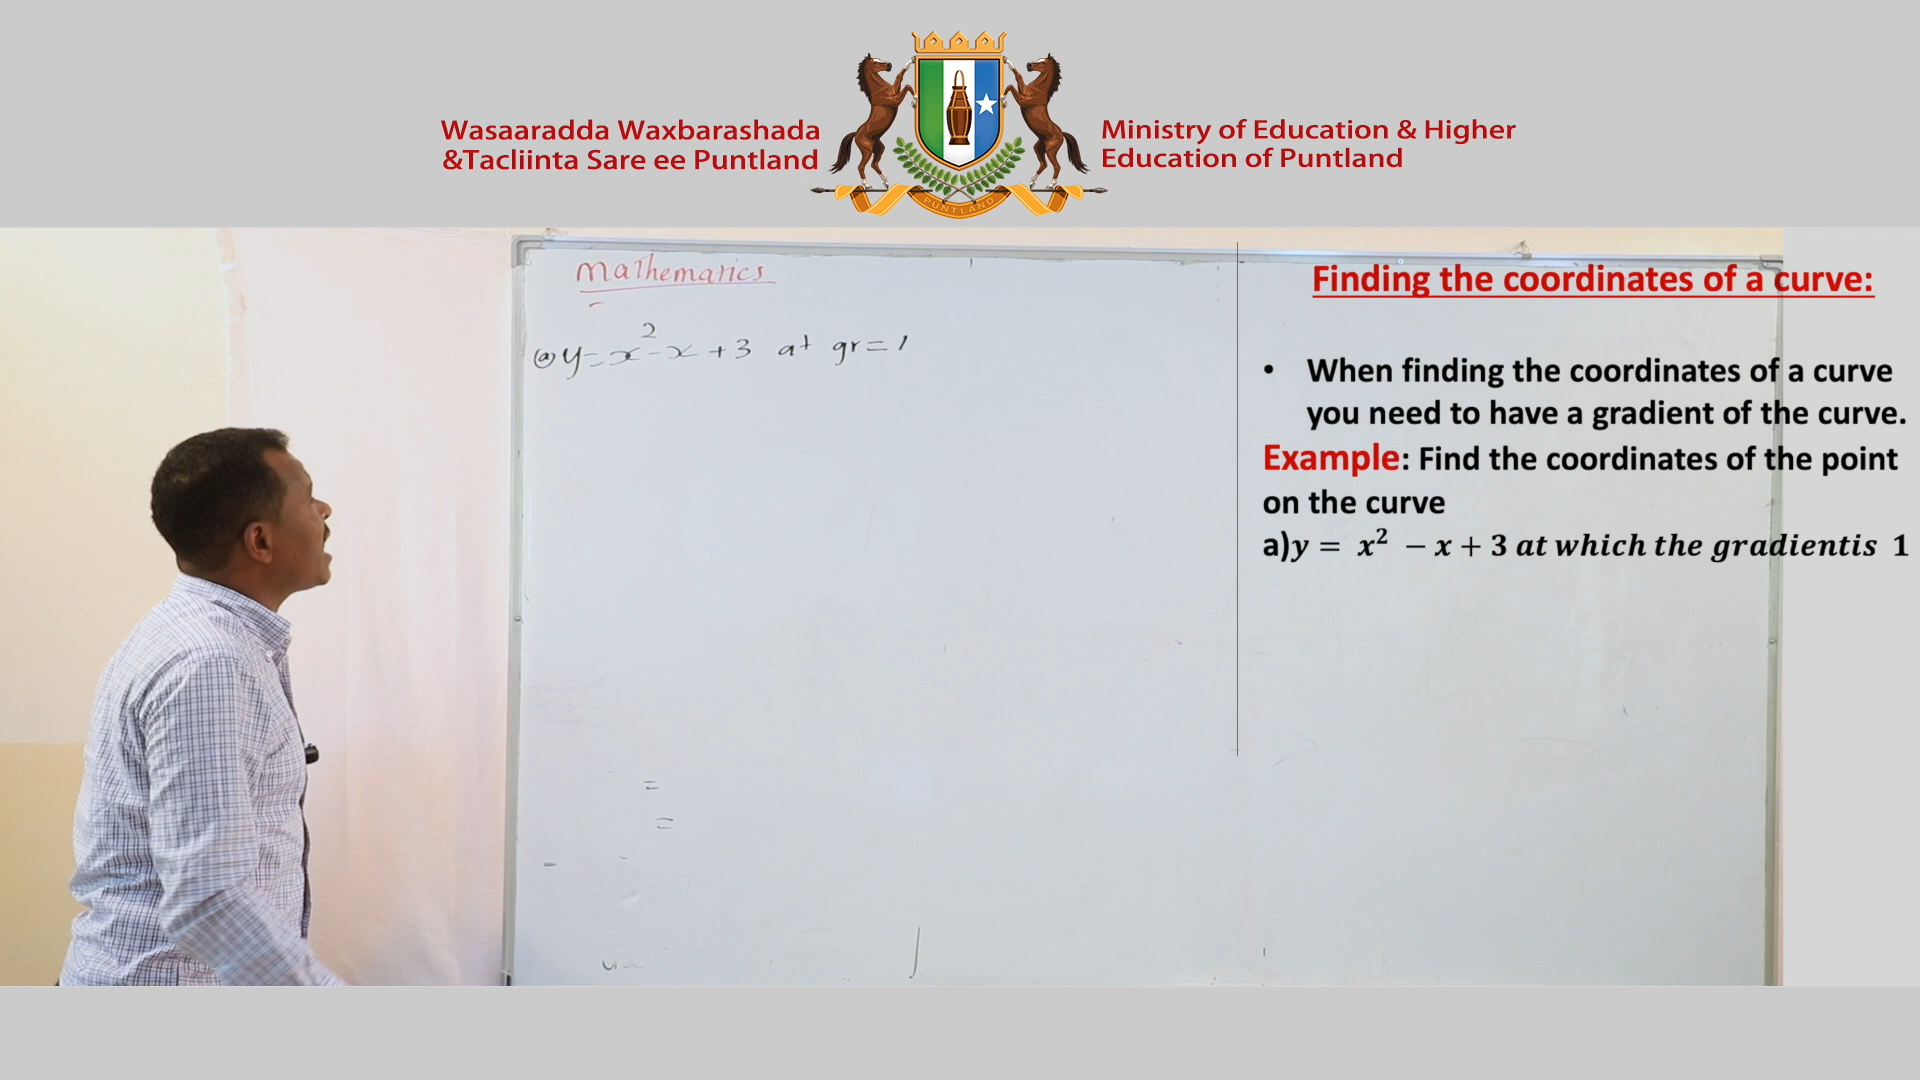 Wasaaradda Waxbarashada
&Tacliinta Sare ee Puntland
PUNTLAND
Ministry of Education & Higher
Education of Puntland
Mathematics
(a) y = x² - x + 3 at gr = 1
Finding the coordinates of a curve:
• When finding the coordinates of a curve
you need to have a gradient of the curve.
Example: Find the coordinates of the point
on the curve
a)y = x² − x + 3 at which the gradientis 1